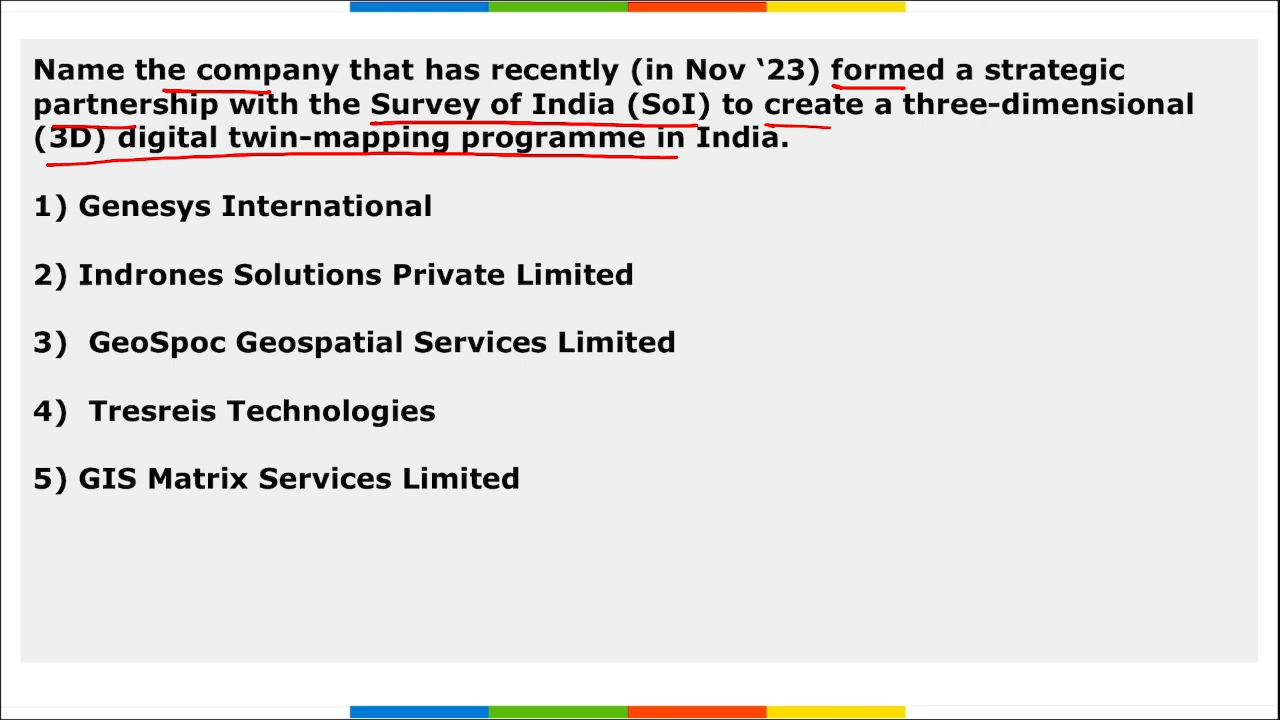 Name the company that has recently (in Nov ‘23) formed a strategic
partnership with the Survey of India (SoI) to create a three-dimensional
(3D) digital twin-mapping programme in India.
1) Genesys International
2) Indrones Solutions Private Limited
3) GeoSpoc Geospatial Services Limited
4) Tresreis Technologies
5) GIS Matrix Services Limited